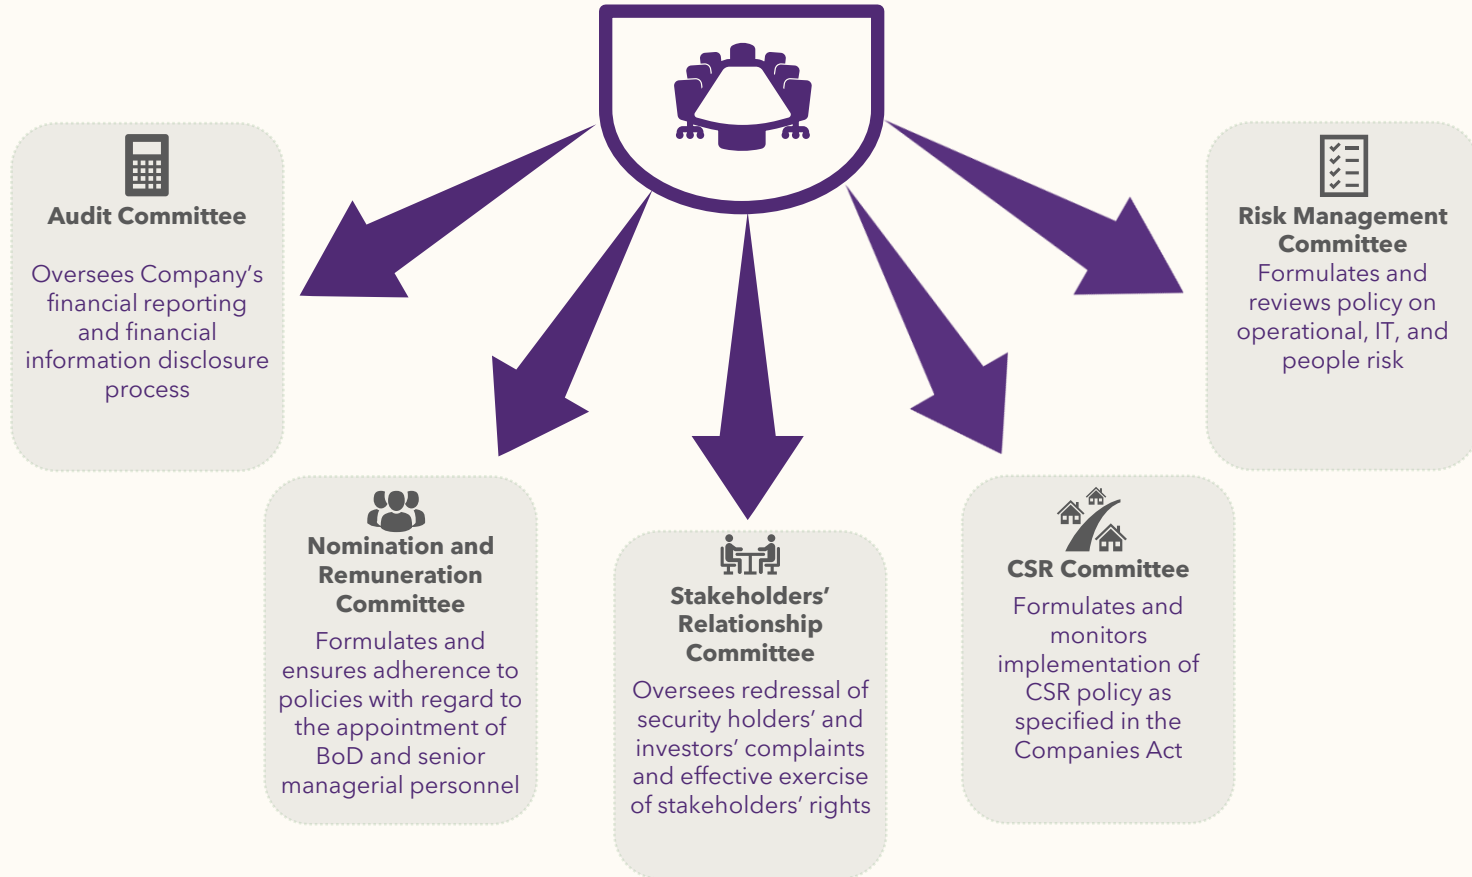 Audit Committee
Oversees Company’s
financial reporting
and financial
information disclosure
process
Nomination and
Remuneration
Committee
Formulates and
ensures adherence to
policies with regard to
the appointment of
BoD and senior
managerial personnel
Stakeholders’
Relationship
Committee
Oversees redressal of
security holders’ and
investors’ complaints
and effective exercise
of stakeholders’ rights
CSR Committee
Formulates and
monitors
implementation of
CSR policy as
specified in the
Companies Act
Risk Management
Committee
Formulates and
reviews policy on
operational, IT, and
people risk